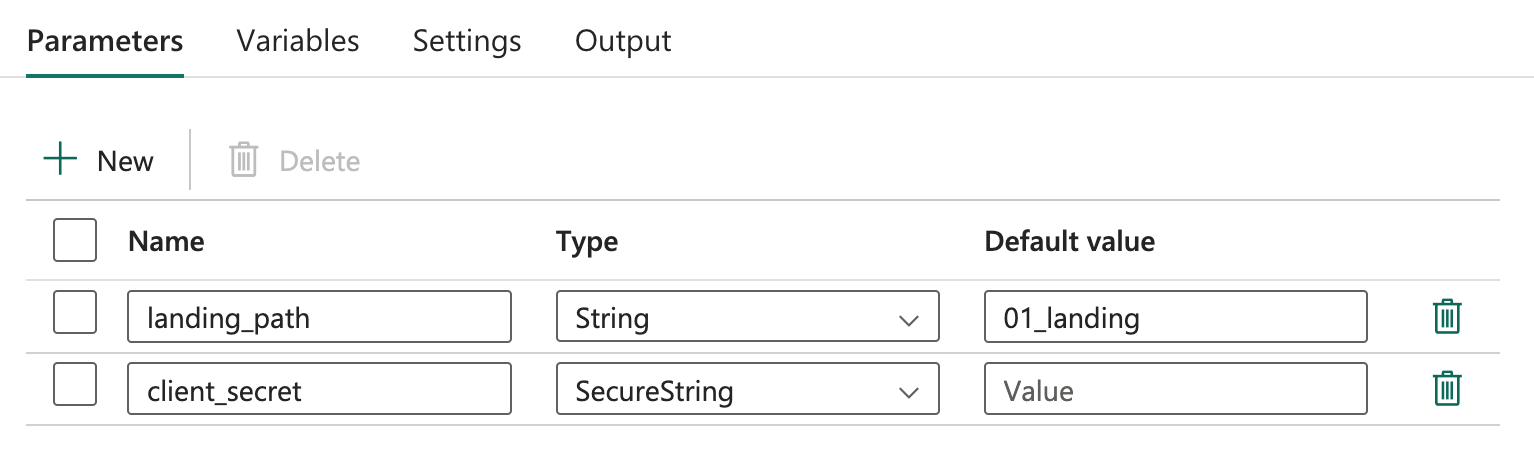 Parameters Variables Settings Output
New Delete
Name Type Default value
landing_path String 01_landing
client_secret SecureString Value